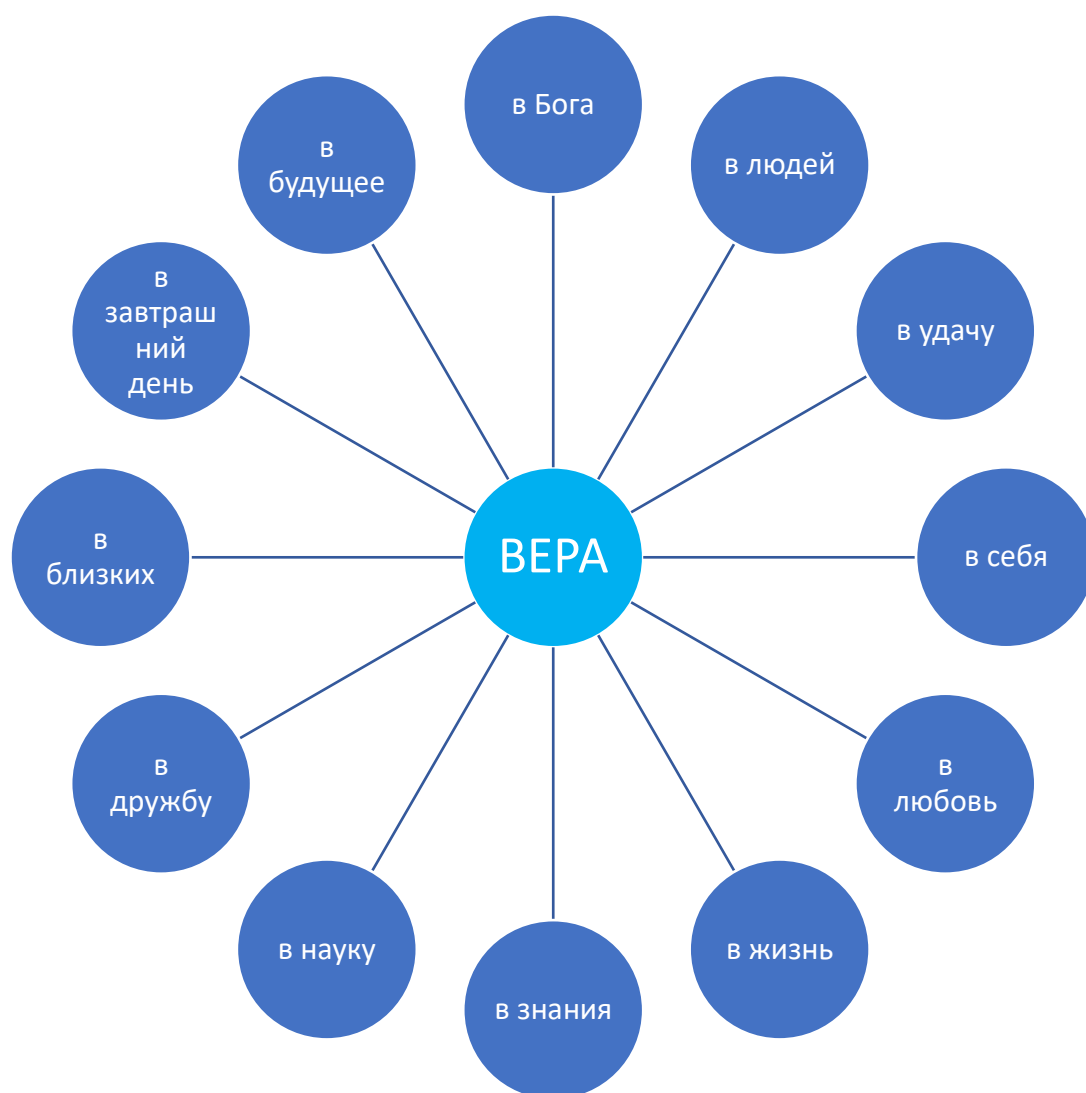 в Бога
в людей
в удачу
в себя
в
любовь
в жизнь
в знания
в науку
в
дружбу
в
близких
в
завтраш
ний
день
в
будущее
ВЕРА